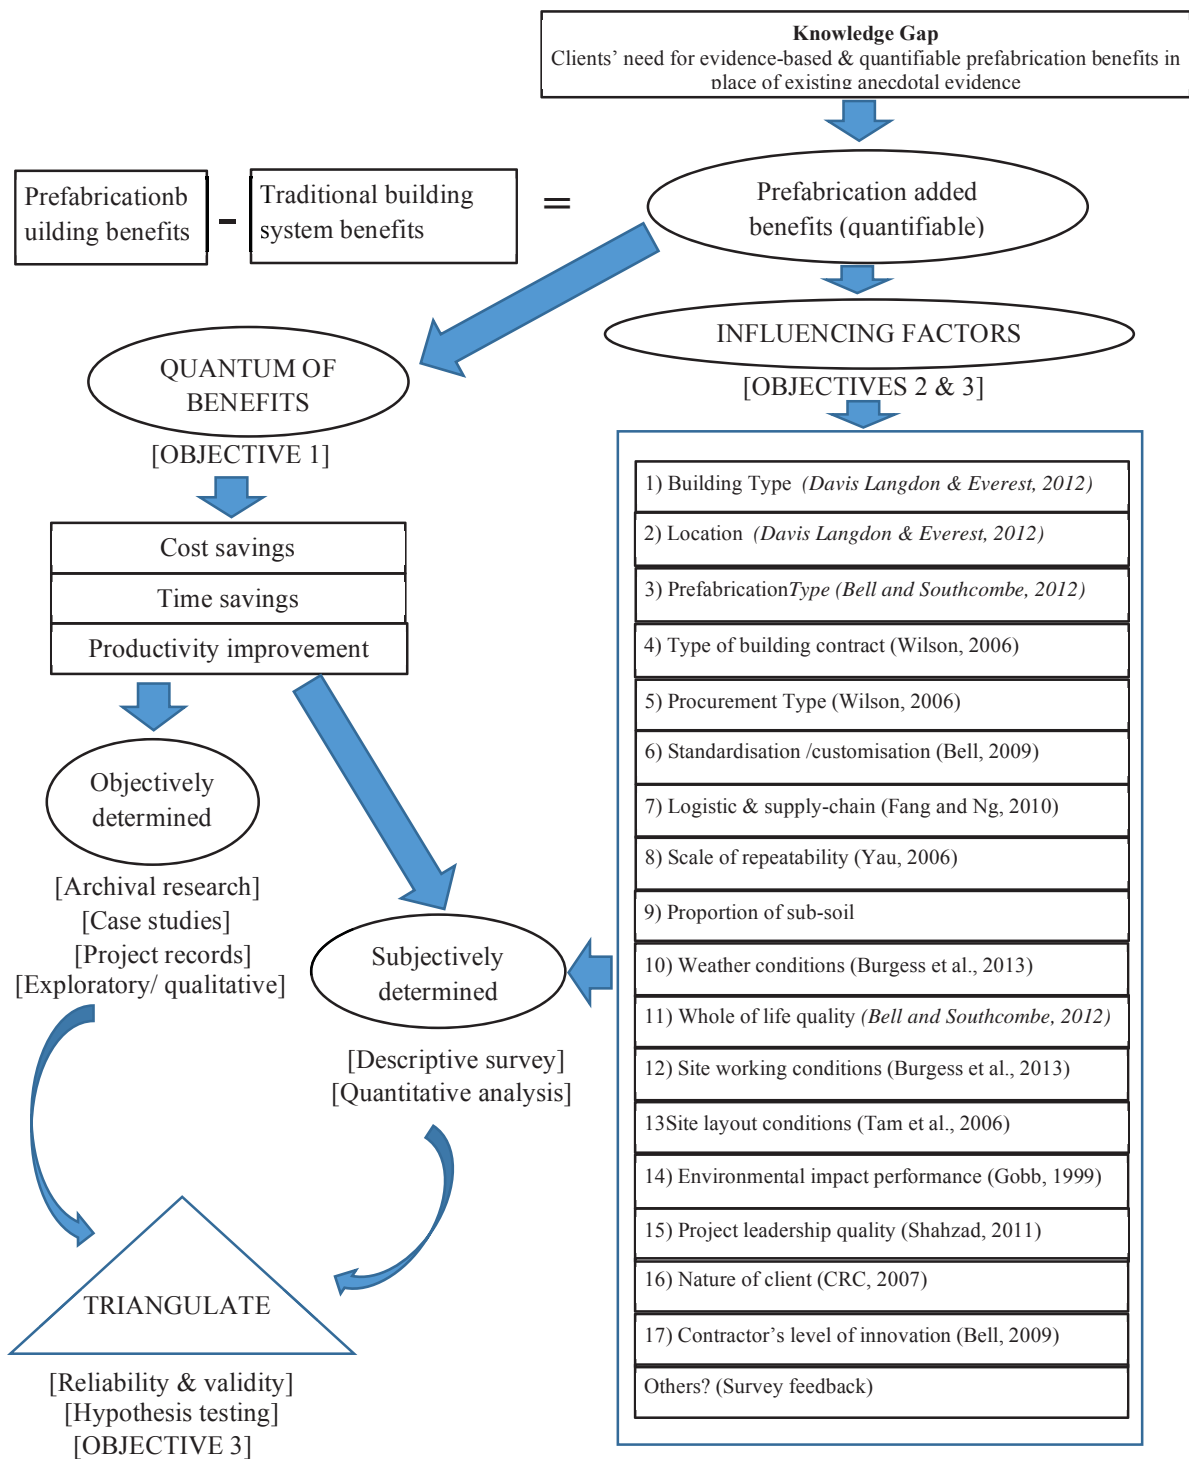 Knowledge Gap
Clients' need for evidence-based & quantifiable prefabrication benefits in
place of existing anecdotal evidence
Prefabricationb
uilding benefits
-
Traditional building
system benefits
=
Prefabrication added
benefits (quantifiable)
QUANTUM OF
BENEFITS
[OBJECTIVE 1]
INFLUENCING FACTORS
[OBJECTIVES 2 & 3]
Cost savings
Time savings
Productivity improvement
Objectively
determined
[Archival research]
[Case studies]
[Project records]
[Exploratory/ qualitative]
Subjectively
determined
[Descriptive survey]
[Quantitative analysis]
TRIANGULATE
[Reliability & validity]
[Hypothesis testing]
[OBJECTIVE 3]
1) Building Type (Davis Langdon & Everest, 2012)
2) Location (Davis Langdon & Everest, 2012)
3) PrefabricationType (Bell and Southcombe, 2012)
4) Type of building contract (Wilson, 2006)
5) Procurement Type (Wilson, 2006)
6) Standardisation /customisation (Bell, 2009)
7) Logistic & supply-chain (Fang and Ng, 2010)
8) Scale of repeatability (Yau, 2006)
9) Proportion of sub-soil
10) Weather conditions (Burgess et al., 2013)
11) Whole of life quality (Bell and Southcombe, 2012)
12) Site working conditions (Burgess et al., 2013)
13Site layout conditions (Tam et al., 2006)
14) Environmental impact performance (Gobb, 1999)
15) Project leadership quality (Shahzad, 2011)
16) Nature of client (CRC, 2007)
17) Contractor's level of innovation (Bell, 2009)
Others? (Survey feedback)